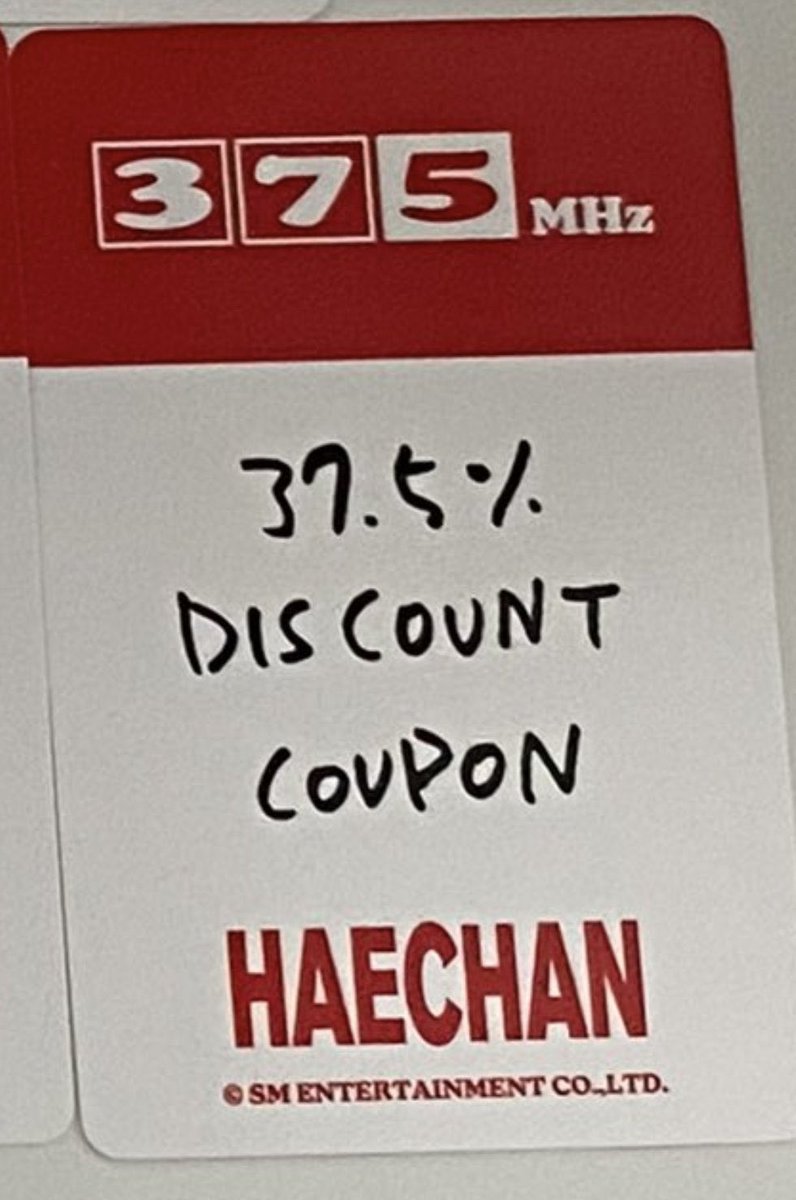 375 MHz
37.5%
DISCOUNT
COUPON
HAECHAN
© SM ENTERTAINMENT CO.,LTD.